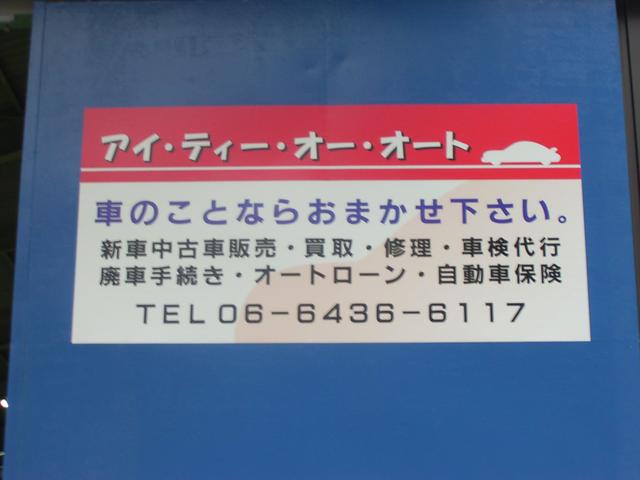 アイ・ティー・オー・オート
車のことならおまかせ下さい。
新車中古車販売・買取・修理・車検代行
廃車手続き・オートローン・自動車保険
TEL 06-6436-6117